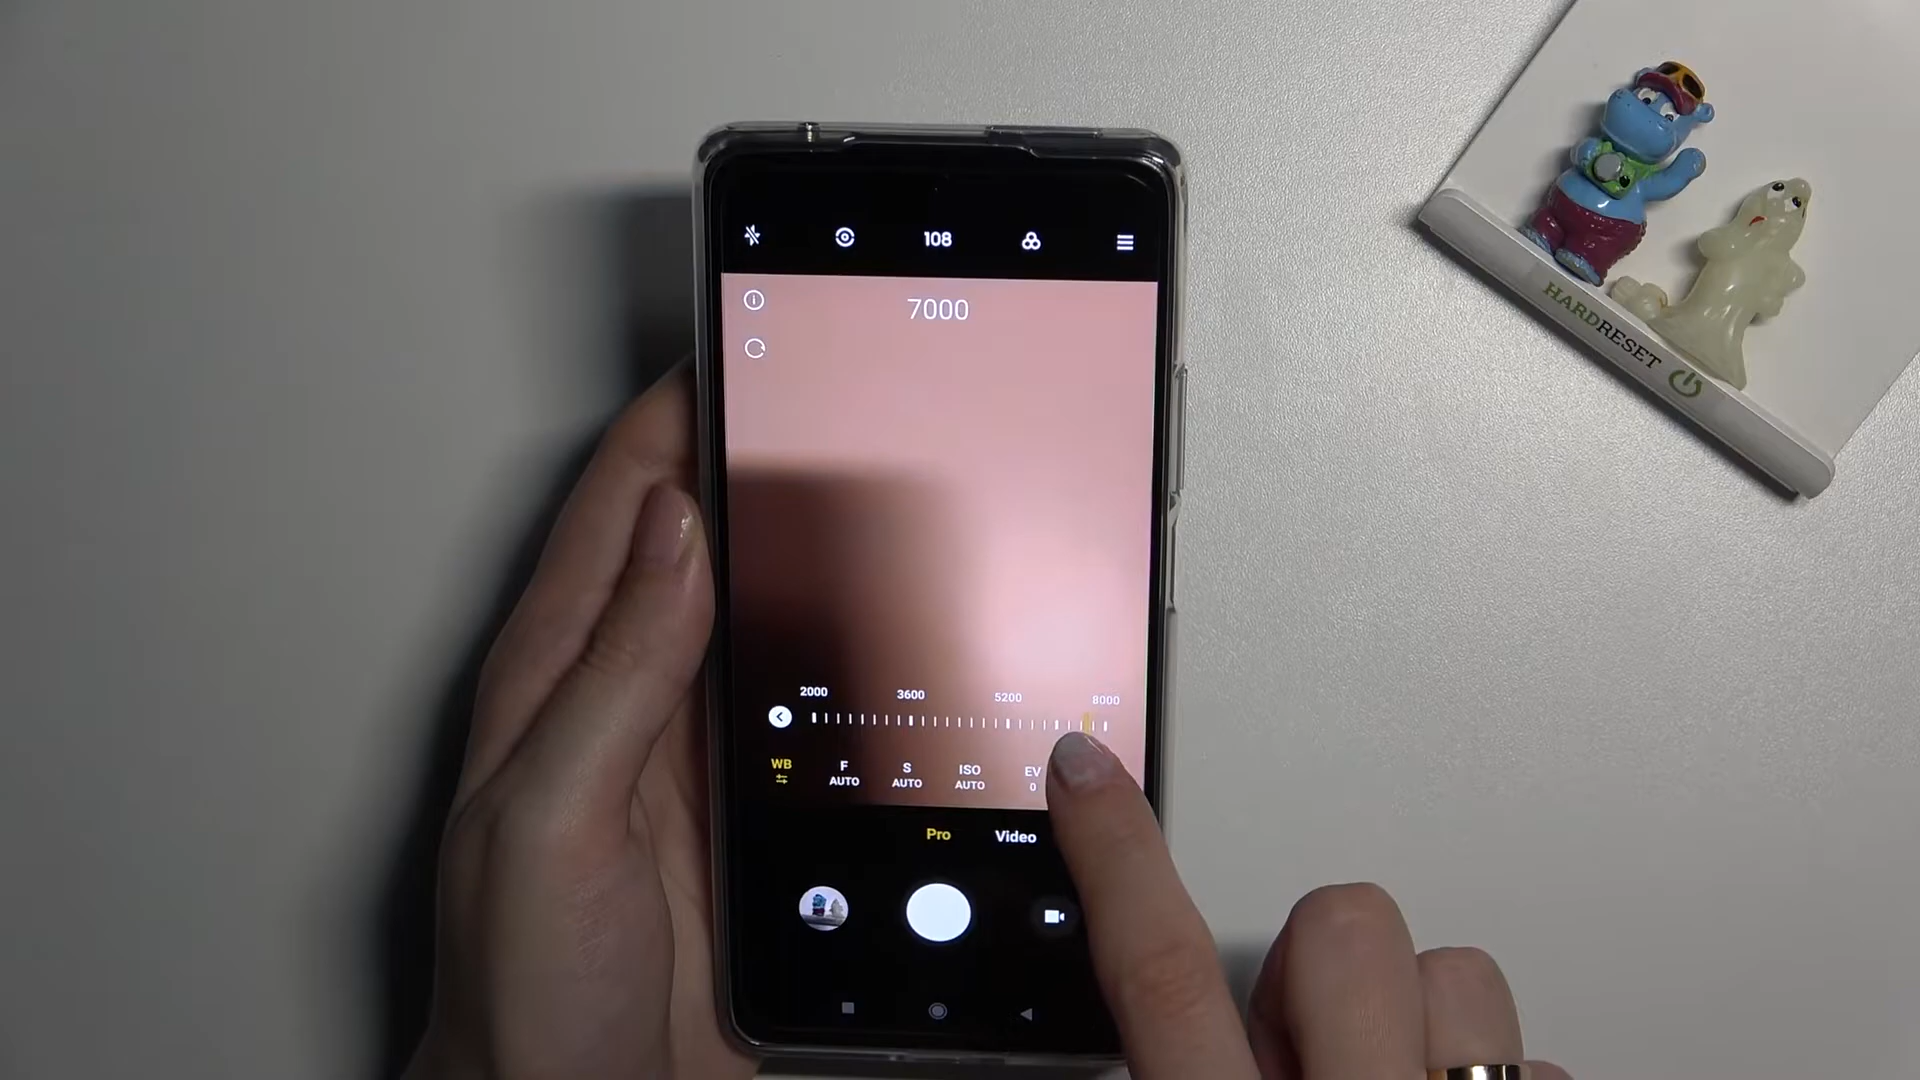 108
7000
2000 3600 5200 8000
WB F S ISO EV
AUTO AUTO AUTO 0
Pro Video
HARDRESET